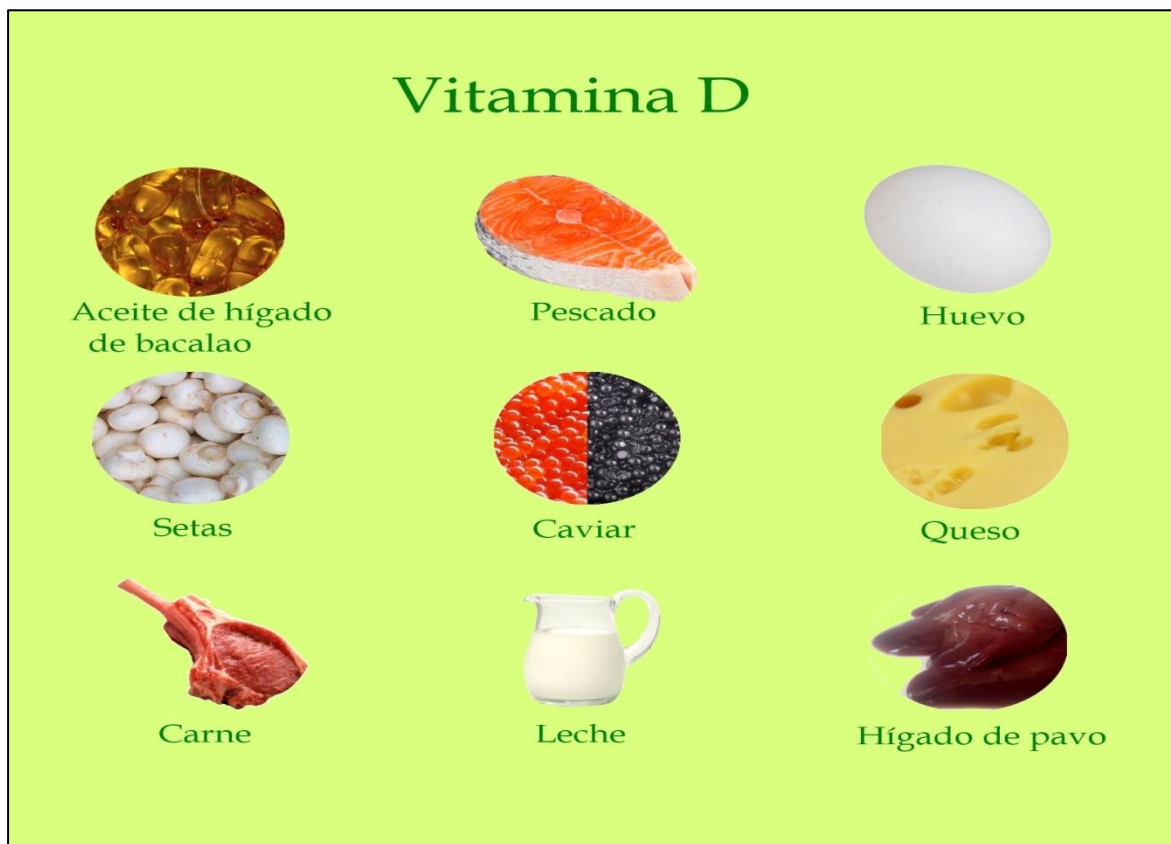 Vitamina D
Aceite de hígado
de bacalao
Pescado
Huevo
Setas
Caviar
Queso
Carne
Leche
Hígado de pavo